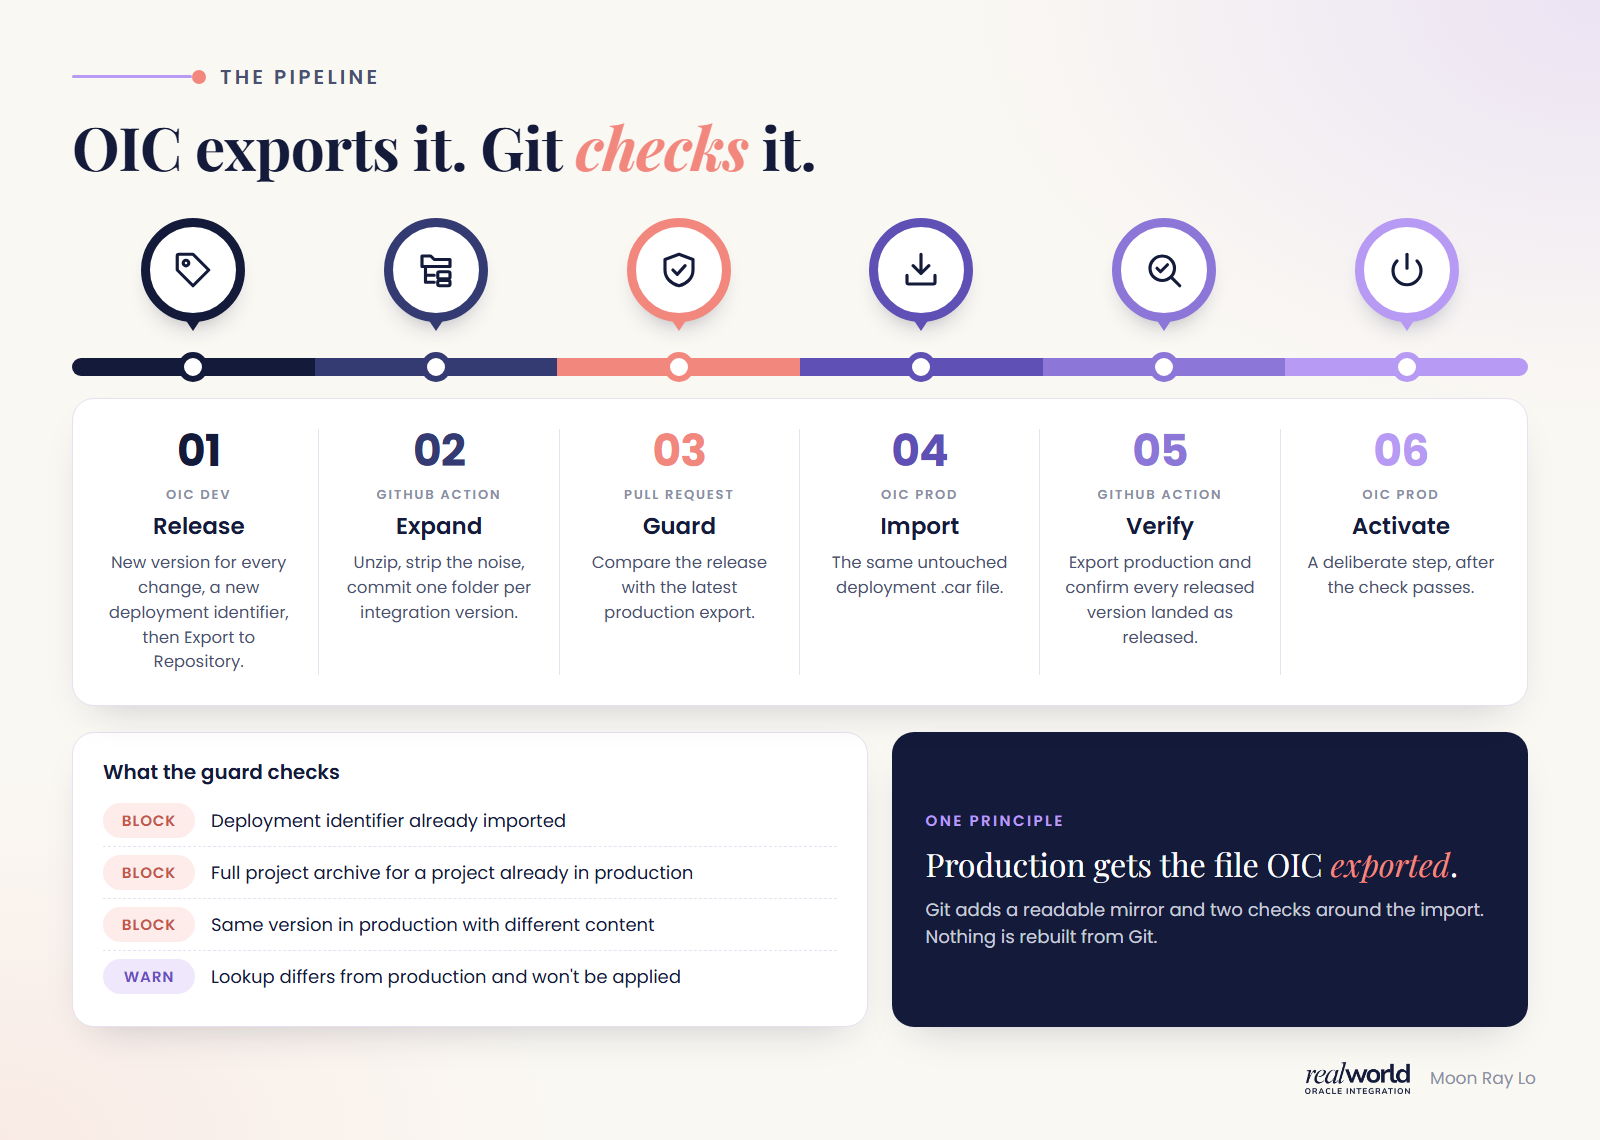 THE PIPELINE
OIC exports it. Git checks it.
01
OIC DEV
Release
New version for every
change, a new
deployment identifier,
then Export to
Repository.
02
GITHUB ACTION
Expand
Unzip, strip the noise,
commit one folder per
integration version.
03
PULL REQUEST
Guard
Compare the release
with the latest
production export.
04
OIC PROD
Import
The same untouched
deployment .car file.
05
GITHUB ACTION
Verify
Export production and
confirm every released
version landed as
released.
06
OIC PROD
Activate
A deliberate step, after
the check passes.
What the guard checks
BLOCK Deployment identifier already imported
BLOCK Full project archive for a project already in production
BLOCK Same version in production with different content
WARN Lookup differs from production and won't be applied
ONE PRINCIPLE
Production gets the file OIC exported.
Git adds a readable mirror and two checks around the import.
Nothing is rebuilt from Git.
realworld
ORACLE INTEGRATION
Moon Ray Lo